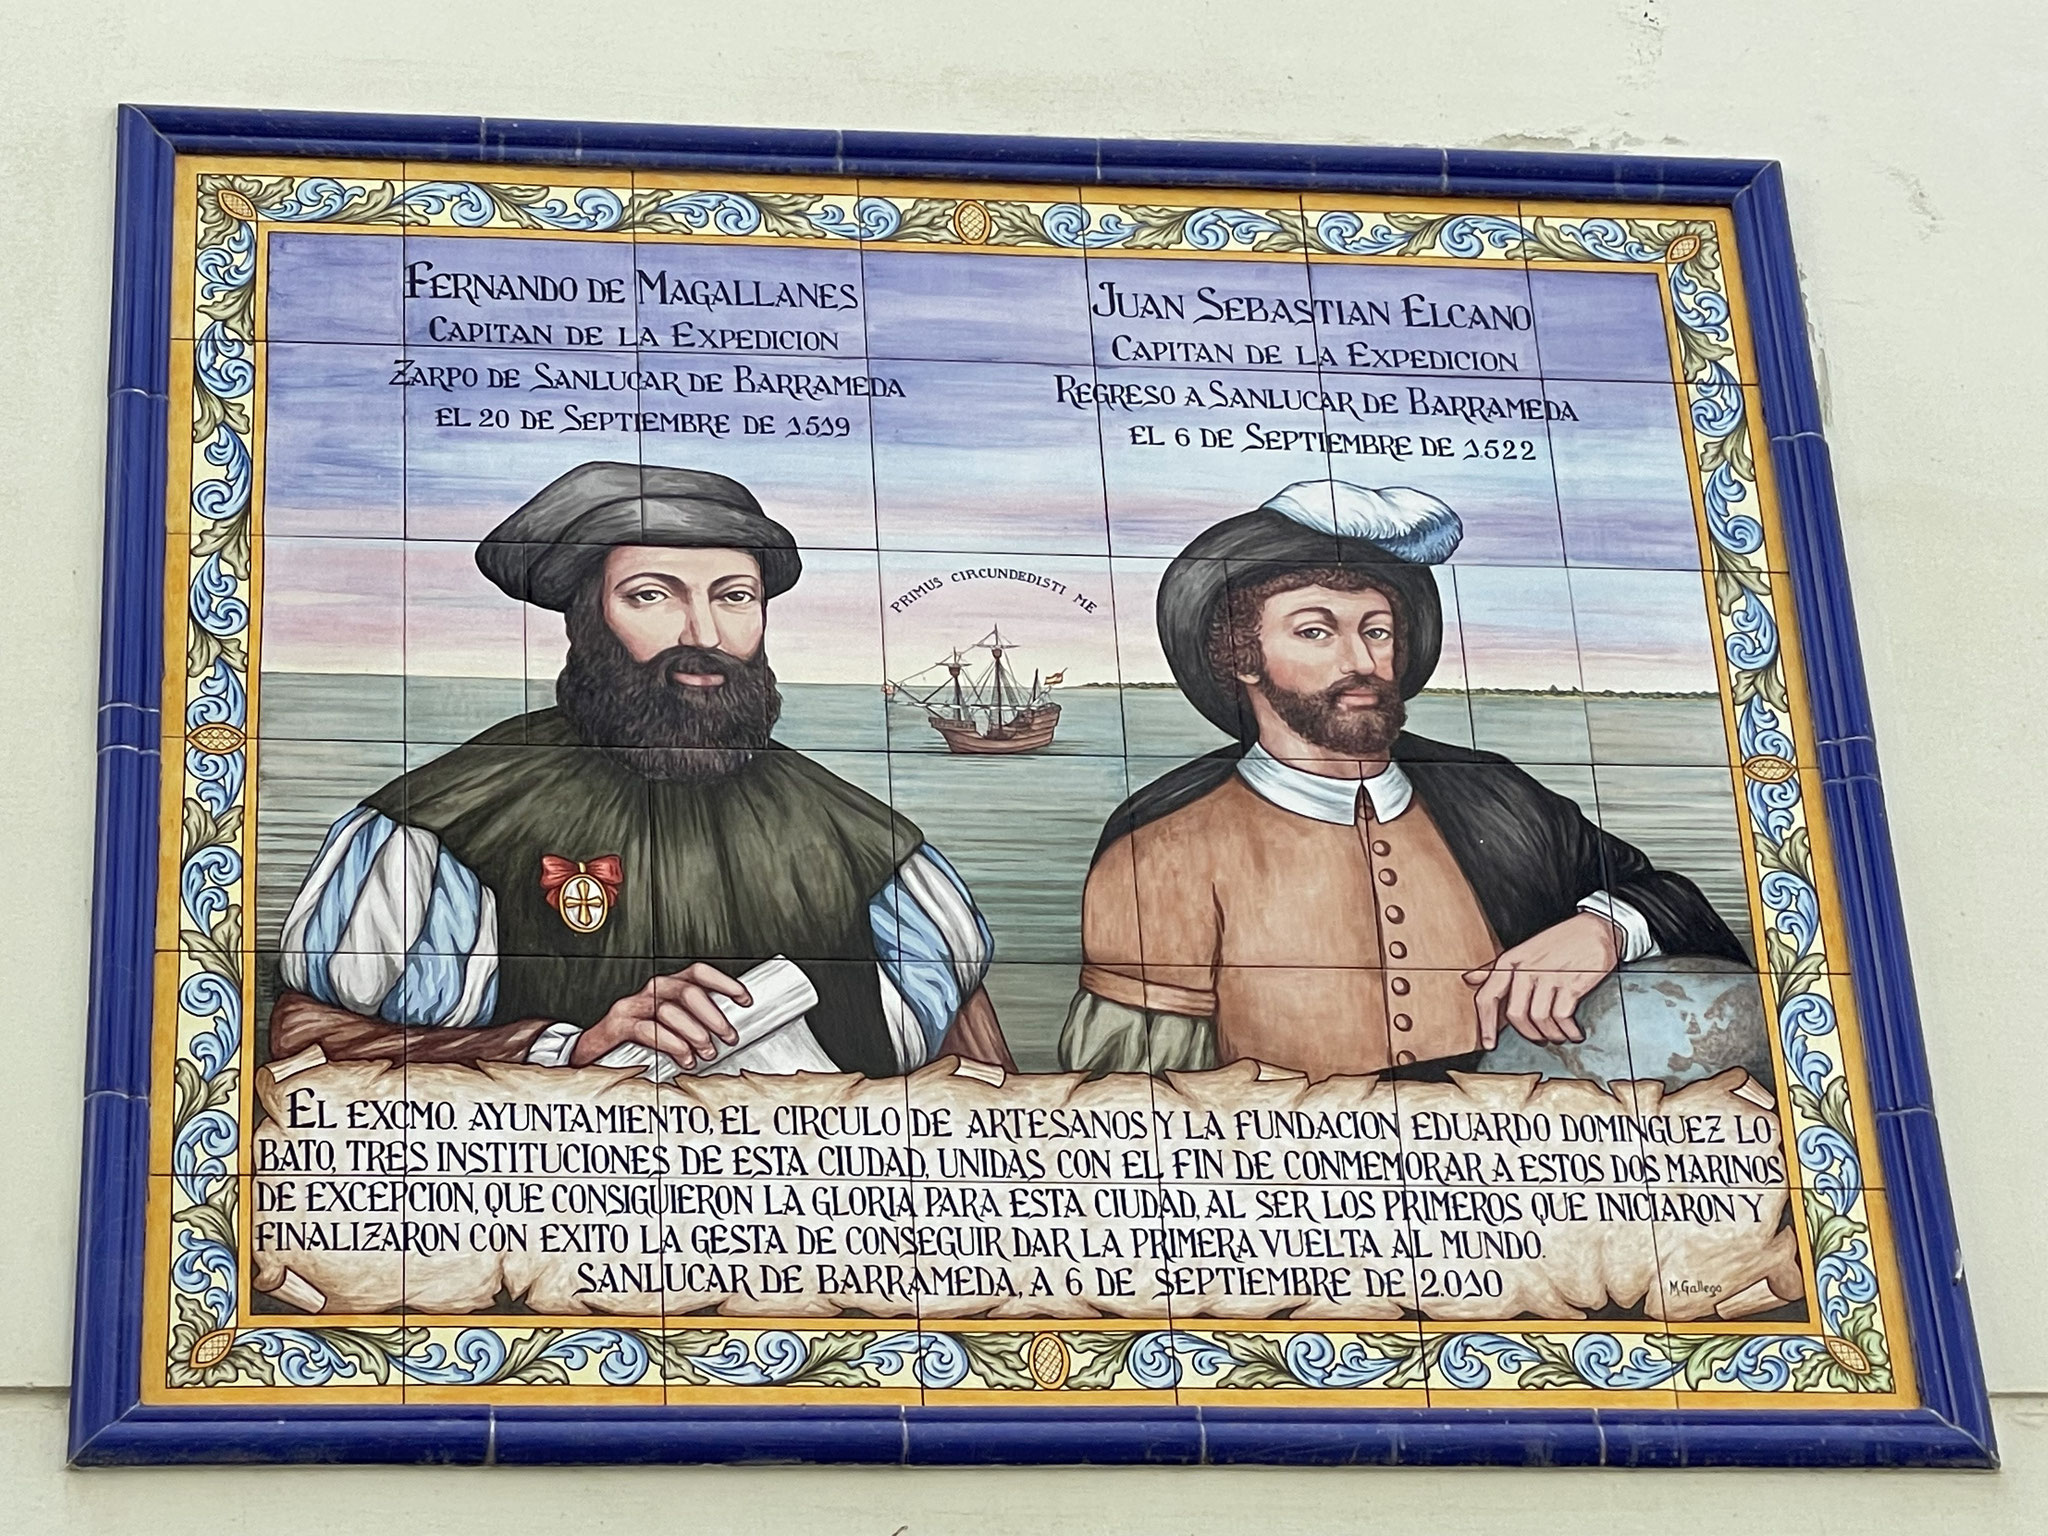 FERNANDO DE MAGALLANES
CAPITAN DE LA EXPEDICION
ZARPO DE SANLUCAR DE BARRAMEDA
EL 20 DE SEPTIEMBRE DE 1519
JUAN SEBASTIAN ELCANO
CAPITAN DE LA EXPEDICION
REGRESO A SANLUCAR DE BARRAMEDA
EL 6 DE SEPTIEMBRE DE 1522
PRIMUS CIRCUNDEDISTI ME
EL EXCMO. AYUNTAMIENTO, EL CIRCULO DE ARTESANOS Y LA FUNDACION EDUARDO DOMINGUEZ LO-
BATO, TRES INSTITUCIONES DE ESTA CIUDAD, UNIDAS CON EL FIN DE CONMEMORAR A ESTOS DOS MARINOS
DE EXCEPCION, QUE CONSIGUIERON LA GLORIA PARA ESTA CIUDAD, AL SER LOS PRIMEROS QUE INICIARON Y
FINALIZARON CON EXITO LA GESTA DE CONSEGUIR DAR LA PRIMERA VUELTA AL MUNDO.
SANLUCAR DE BARRAMEDA, A 6 DE SEPTIEMBRE DE 2.010
M. Gallego